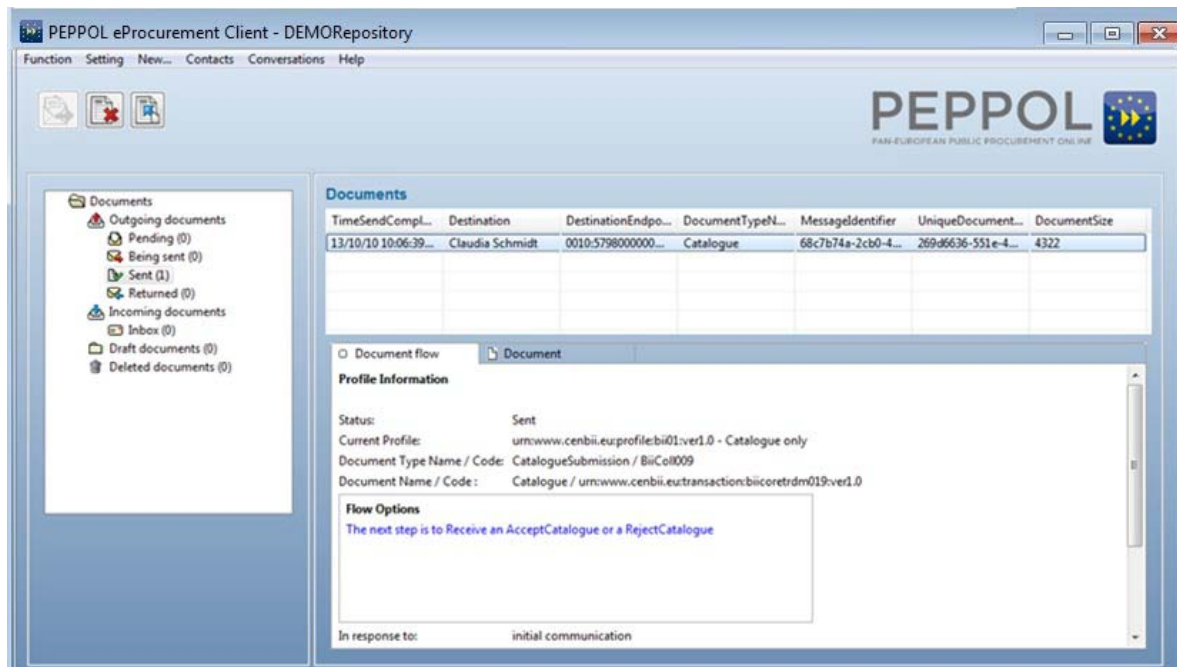 PEPPOL eProcurement Client - DEMORepository
Function Setting New... Contacts Conversations Help
PEPPOL
PAN-EUROPEAN PUBLIC PROCUREMENT ONLINE
Documents
Outgoing documents
Pending (0)
Being sent (0)
Sent (1)
Returned (0)
Incoming documents
Inbox (0)
Draft documents (0)
Deleted documents (0)
Documents
TimeSendCompl... Destination DestinationEndpo... DocumentTypeN... MessageIdentifier UniqueDocument... DocumentSize
13/10/10 10:06:39... Claudia Schmidt 0010:5798000000... Catalogue 68c7b74a-2cb0-4... 269d6636-551e-4... 4322
Document flow Document
Profile Information
Status: Sent
Current Profile: urn:www.cenbii.eu:profile:bii01:ver1.0 - Catalogue only
Document Type Name / Code: CatalogueSubmission / BiiColl009
Document Name / Code : Catalogue / urn:www.cenbii.eu:transaction:biicoretrdm019:ver1.0
Flow Options
The next step is to Receive an AcceptCatalogue or a RejectCatalogue
In response to: initial communication